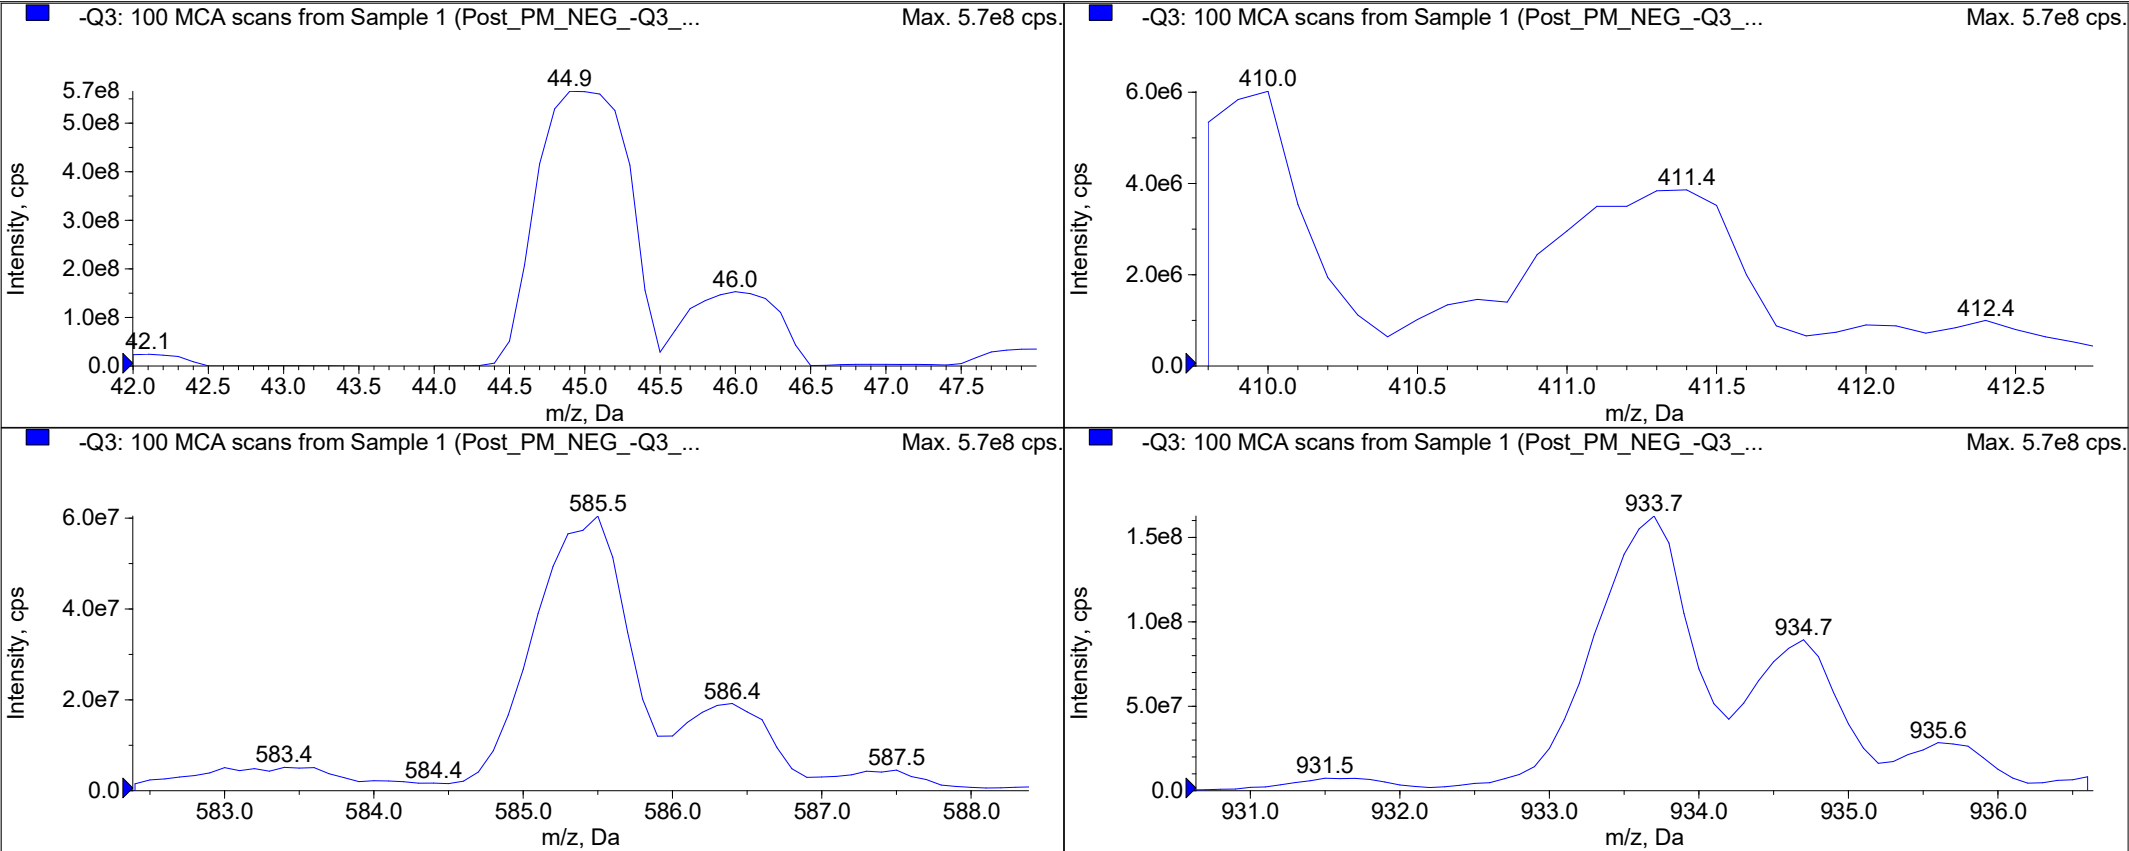 -Q3: 100 MCA scans from Sample 1 (Post_PM_NEG_-Q3_... Max. 5.7e8 cps.
44.9
5.7e8
5.0e8
4.0e8
3.0e8
2.0e8
1.0e8
0.0
46.0
42.1
Intensity, cps
42.0 42.5 43.0 43.5 44.0 44.5 45.0 45.5 46.0 46.5 47.0 47.5
m/z, Da
-Q3: 100 MCA scans from Sample 1 (Post_PM_NEG_-Q3_... Max. 5.7e8 cps.
410.0
6.0e6
4.0e6
2.0e6
0.0
411.4
412.4
Intensity, cps
410.0 410.5 411.0 411.5 412.0 412.5
m/z, Da
-Q3: 100 MCA scans from Sample 1 (Post_PM_NEG_-Q3_... Max. 5.7e8 cps.
585.5
6.0e7
4.0e7
2.0e7
0.0
586.4
583.4
584.4
587.5
Intensity, cps
583.0 584.0 585.0 586.0 587.0 588.0
m/z, Da
-Q3: 100 MCA scans from Sample 1 (Post_PM_NEG_-Q3_... Max. 5.7e8 cps.
933.7
1.5e8
1.0e8
5.0e7
0.0
934.7
935.6
931.5
Intensity, cps
931.0 932.0 933.0 934.0 935.0 936.0
m/z, Da